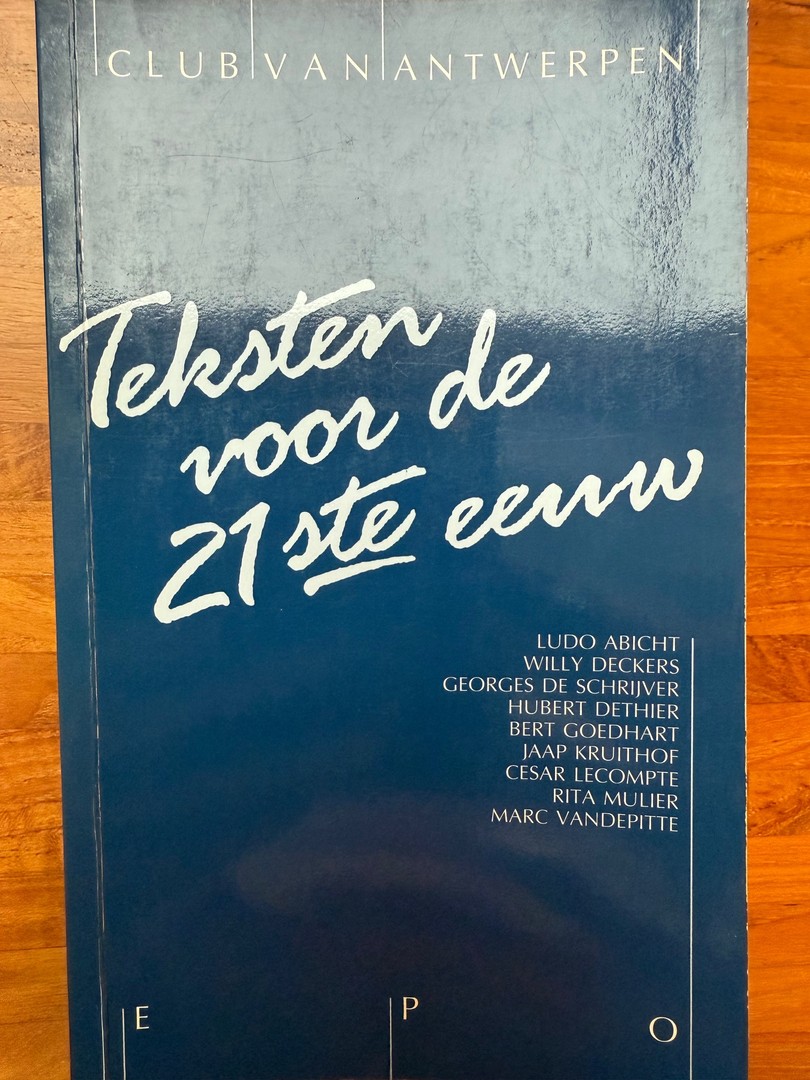 CLUB VAN ANTWERPEN
Teksten
voor de
21ste eeuw
LUDO ABICHT
WILLY DECKERS
GEORGES DE SCHRIJVER
HUBERT DETHIER
BERT GOEDHART
JAAP KRUITHOF
CESAR LECOMPTE
RITA MULIER
MARC VANDEPITTE
E P O